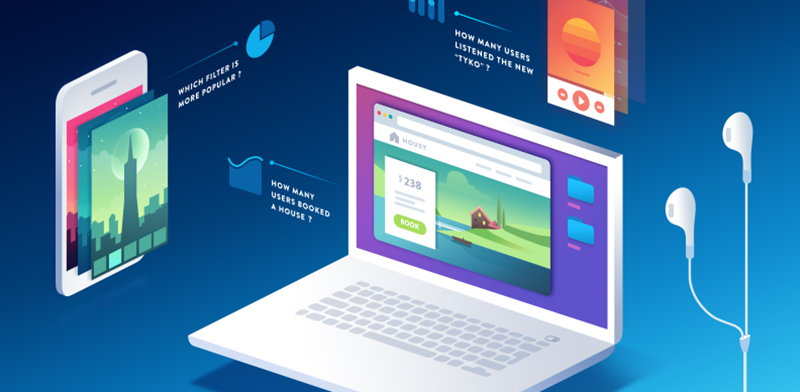 WHICH FILTER IS
MORE POPULAR ?
HOW MANY USERS
LISTENED THE NEW
"TYKO" ?
HOW MANY
USERS BOOKED
A HOUSE ?
HOUSY
$238
BOOK